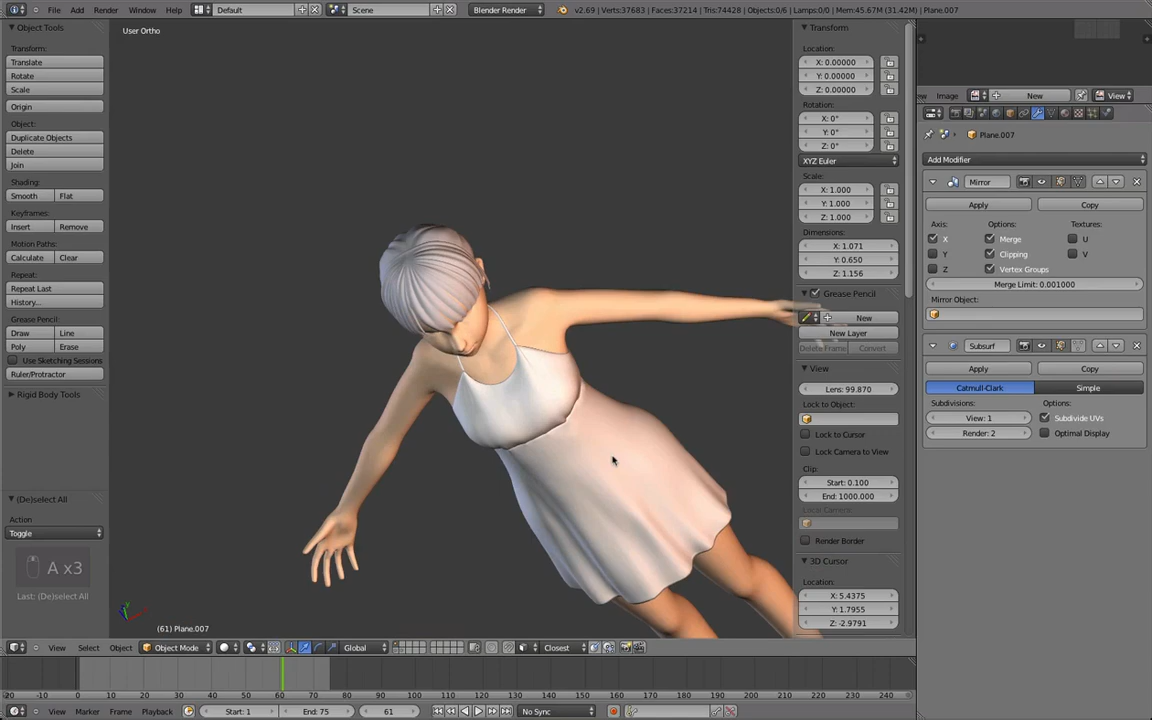 File Add Render Window Help Default Scene Blender Render v2.69 | Verts:37683 | Faces:37214 | Tris:74428 | Objects:0/6 | Lamps:0/0 | Mem:45.67M (31.42M) | Plane.007
Object Tools
Transform:
Translate
Rotate
Scale
Origin
Object:
Duplicate Objects
Delete
Join
Shading:
Smooth Flat
Keyframes:
Insert Remove
Motion Paths:
Calculate Clear
Repeat:
Repeat Last
History...
Grease Pencil:
Draw Line
Poly Erase
Use Sketching Sessions
Ruler/Protractor
Rigid Body Tools
(De)select All
Action
Toggle
A x3
Last: (De)select All
User Ortho
(61) Plane.007
Transform
Location:
X: 0.00000
Y: 0.00000
Z: 0.00000
Rotation:
X: 0°
Y: 0°
Z: 0°
XYZ Euler
Scale:
X: 1.000
Y: 1.000
Z: 1.000
Dimensions:
X: 1.071
Y: 0.650
Z: 1.156
Grease Pencil
New
New Layer
Delete Frame Convert
View
Lens: 99.870
Lock to Object:
Lock to Cursor
Lock Camera to View
Clip:
Start: 0.100
End: 1000.000
Local Camera:
Render Border
3D Cursor
Location:
X: 5.4375
Y: 1.7955
Z: -2.9791
ew Image New View
Plane.007
Add Modifier
Mirror
Apply Copy
Axis: Options: Textures:
X Merge U
Y Clipping V
Z Vertex Groups
Merge Limit: 0.001000
Mirror Object:
Subsurf
Apply Copy
Catmull-Clark Simple
Subdivisions: Options:
View: 1 Subdivide UVs
Render: 2 Optimal Display
View Select Object Object Mode Global Closest
-20 -10 0 10 20 30 40 50 60 70 80 90 100 110 120 130 140 150 160 170 180 190 200 210 220 230 240
View Marker Frame Playback Start: 1 End: 75 61 No Sync